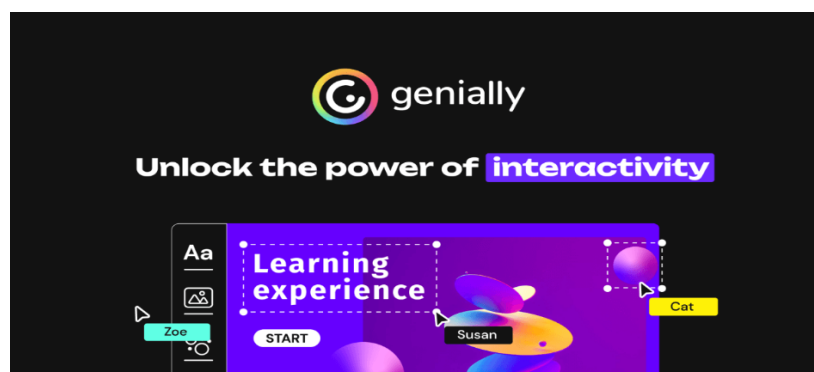 genially
Unlock the power of interactivity
Aa
Learning
experience
START
Zoe
Susan
Cat